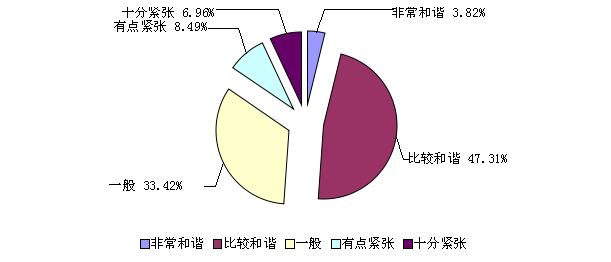 十分紧张 6.96%
非常和谐 3.82%
有点紧张 8.49%
比较和谐 47.31%
一般 33.42%
非常和谐 比较和谐 一般 有点紧张 十分紧张